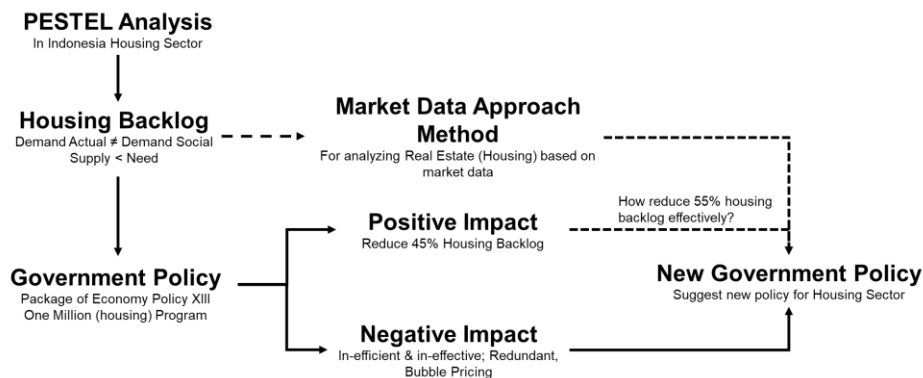 PESTEL Analysis
In Indonesia Housing Sector
Housing Backlog
Demand Actual ≠ Demand Social
Supply < Need
Market Data Approach
Method
For analyzing Real Estate (Housing) based on
market data
How reduce 55% housing
backlog effectively?
Positive Impact
Reduce 45% Housing Backlog
Government Policy
Package of Economy Policy XIII
One Million (housing) Program
New Government Policy
Suggest new policy for Housing Sector
Negative Impact
In-efficient & in-effective; Redundant,
Bubble Pricing